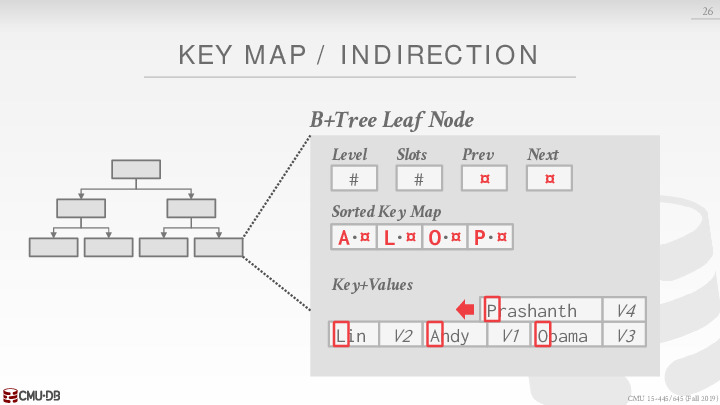 26
KEY MAP / INDIRECTION
B+Tree Leaf Node
Level Slots Prev Next
# # ¤ ¤
Sorted Key Map
A·¤ L·¤ O·¤ P·¤
Key+Values
Prashanth V4
Lin V2 Andy V1 Obama V3
CMU·DB
CMU 15-445/645 (Fall 2019)